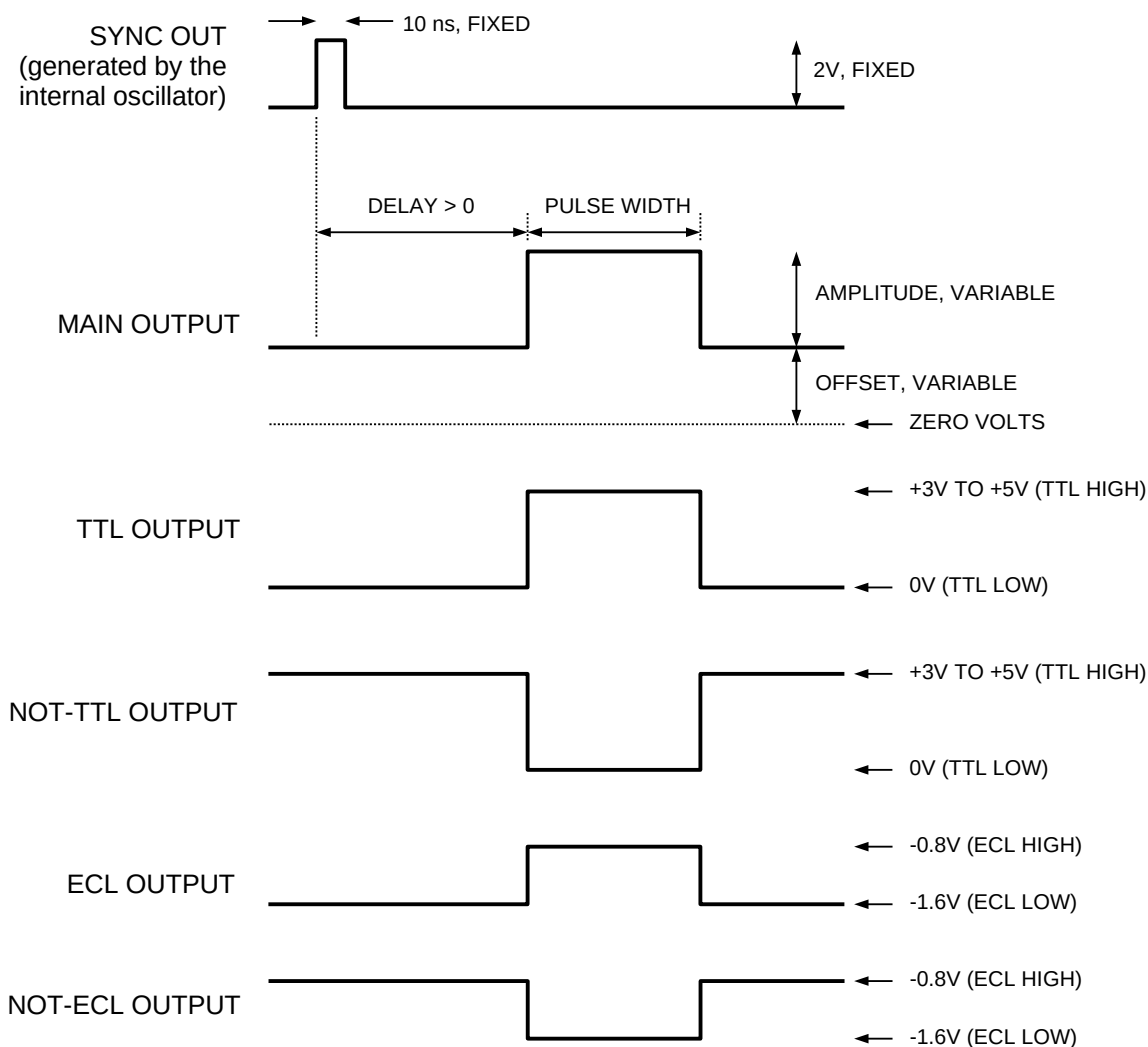 10 ns, FIXED
SYNC OUT
(generated by the
internal oscillator)
2V, FIXED
DELAY > 0
PULSE WIDTH
AMPLITUDE, VARIABLE
MAIN OUTPUT
OFFSET, VARIABLE
ZERO VOLTS
+3V TO +5V (TTL HIGH)
TTL OUTPUT
0V (TTL LOW)
+3V TO +5V (TTL HIGH)
NOT-TTL OUTPUT
0V (TTL LOW)
-0.8V (ECL HIGH)
ECL OUTPUT
-1.6V (ECL LOW)
-0.8V (ECL HIGH)
NOT-ECL OUTPUT
-1.6V (ECL LOW)